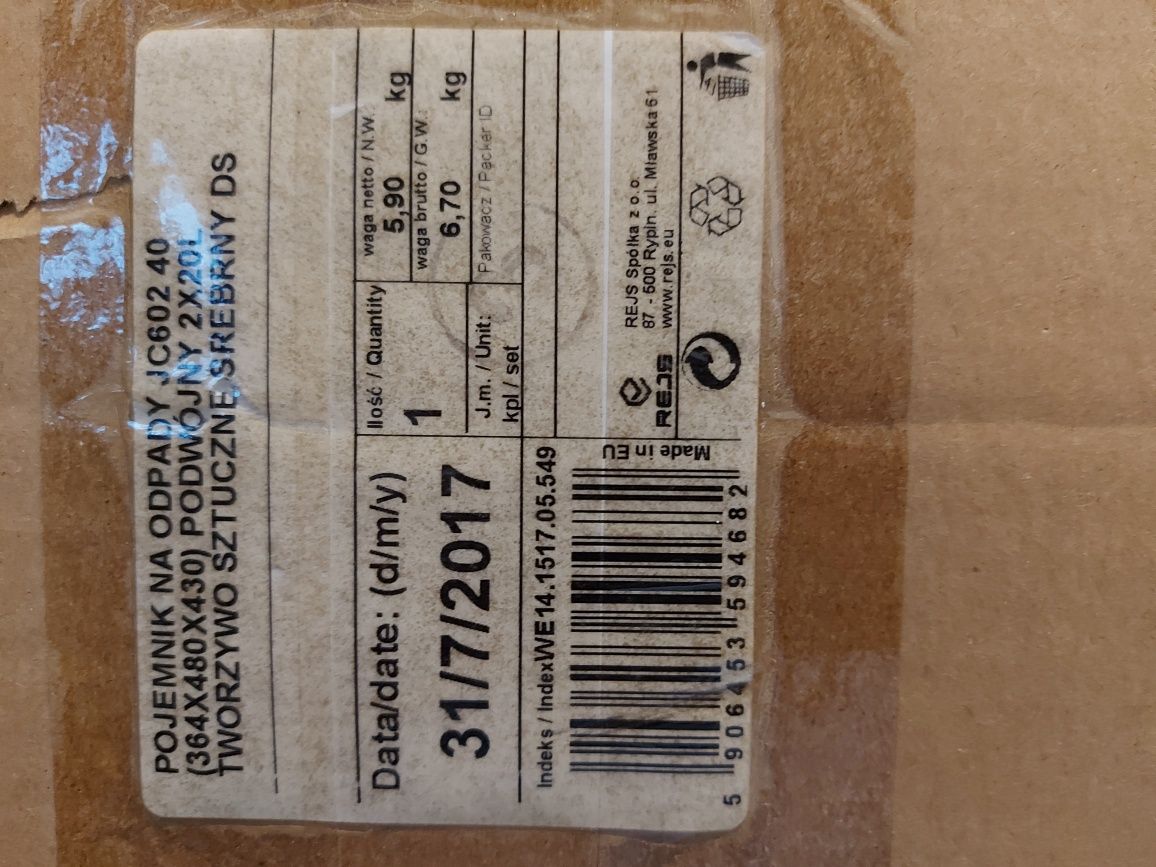 POJEMNIK NA ODPADY JC602 40
(364X480X430) PODWÓJNY 2X20L
TWORZYWO SZTUCZNE SREBRNY DS
Data/date: (d/m/y)
31/7/2017
Ilość / Quantity
1
J.m. / Unit:
kpl / set
waga netto / N.W.
5,90 kg
waga brutto / G.W.:
6,70 kg
Pakowacz / Packer ID
Indeks / Index WE14.1517.05.549
5 906453 594682
Made in EU
REJS
REJS Spółka z o.o.
87 - 500 Rypin. ul. Mławska 61
www.rejs.eu